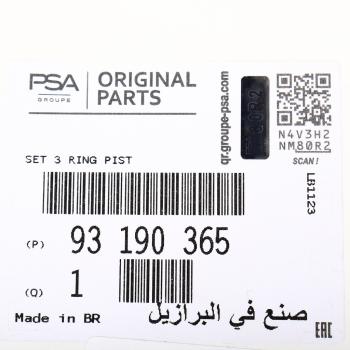 PSA
GROUPE
ORIGINAL
PARTS
qr.groupe-psa.com
N4V3H2
NM80R2
SCAN!
SET 3 RING PIST
LB1123
(P) 93 190 365
(Q) 1
Made in BR
صنع في البرازيل
EAC